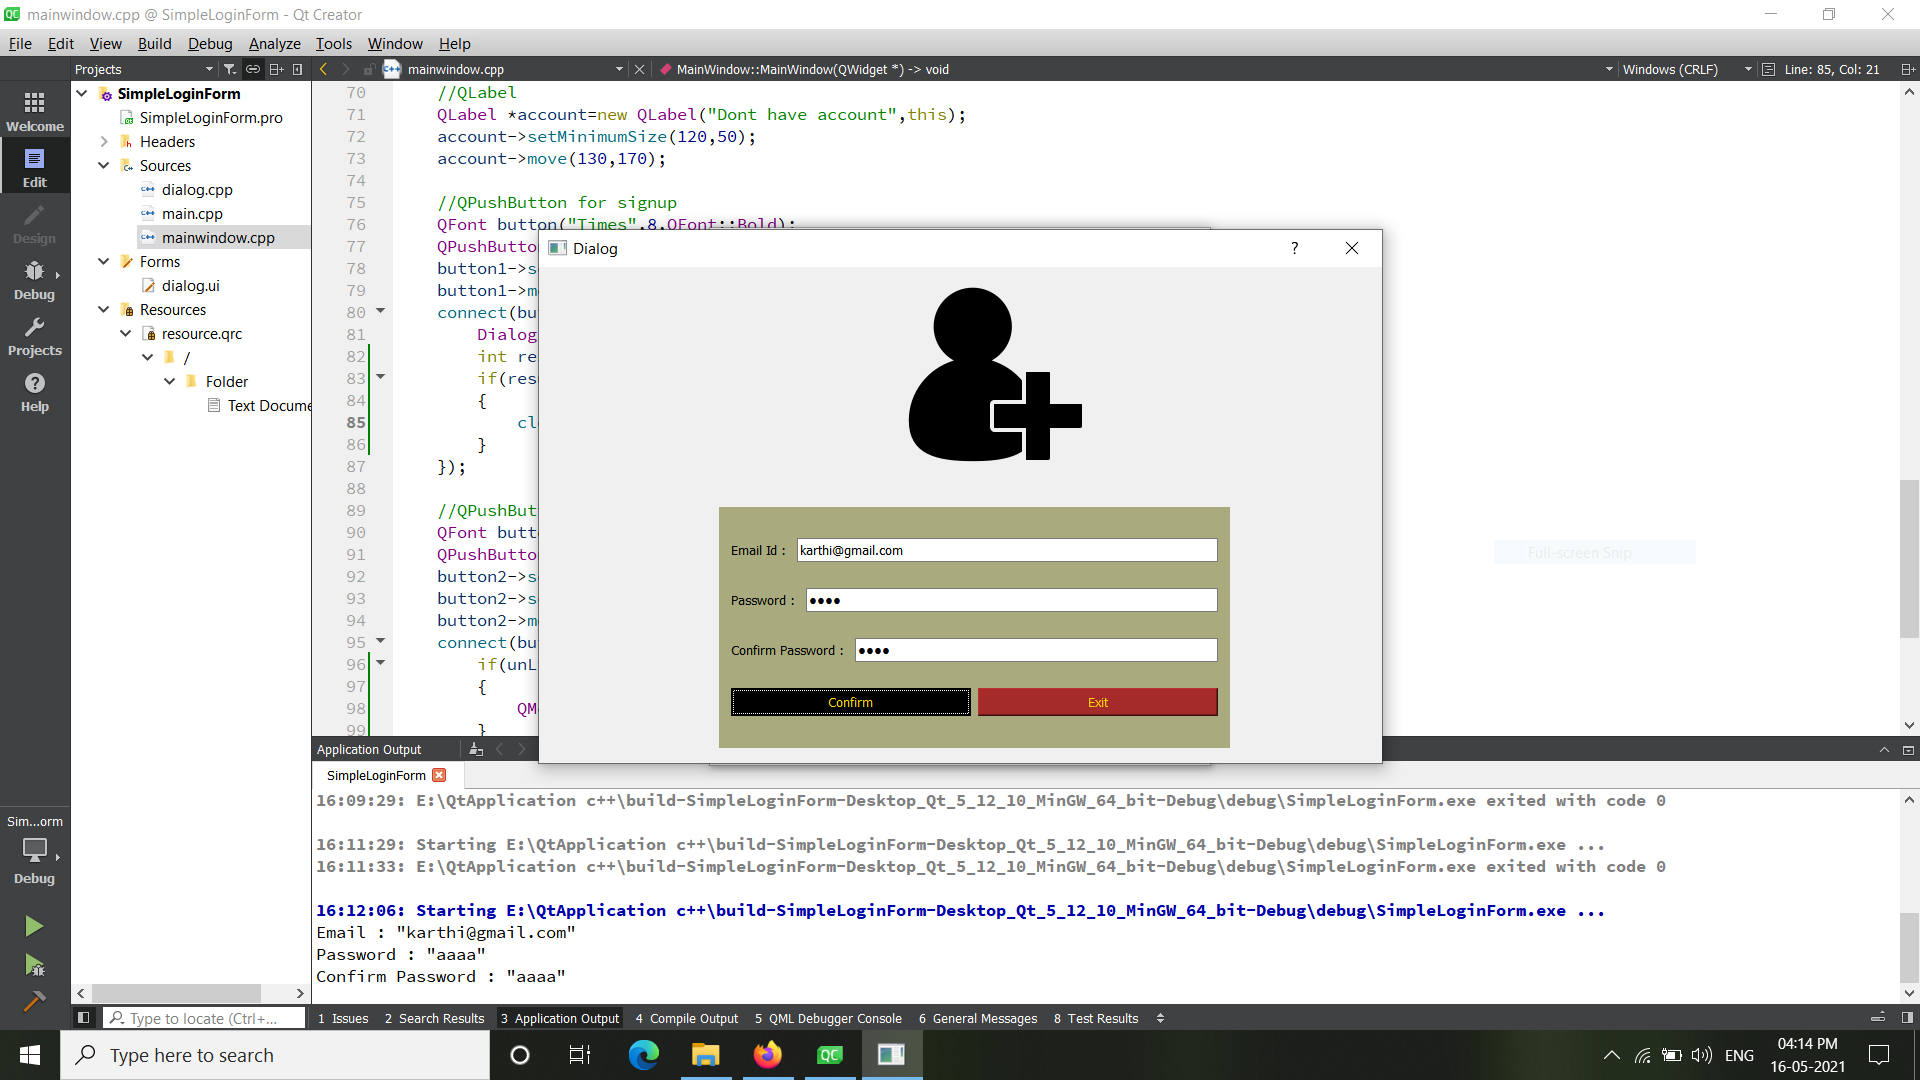 mainwindow.cpp @ SimpleLoginForm - Qt Creator
File Edit View Build Debug Analyze Tools Window Help
Projects
mainwindow.cpp
MainWindow::MainWindow(QWidget *) -> void
Windows (CRLF)
Line: 85, Col: 21
Welcome
Edit
Design
Debug
Projects
Help
SimpleLoginForm
SimpleLoginForm.pro
Headers
Sources
dialog.cpp
main.cpp
mainwindow.cpp
Forms
dialog.ui
Resources
resource.qrc
/
Folder
Text Docume
70 //QLabel
71 QLabel *account=new QLabel("Dont have account",this);
72 account->setMinimumSize(120,50);
73 account->move(130,170);
74
75 //QPushButton for signup
76 QFont button("Times",8,QFont::Bold);
77 QPushButto
78 button1->s
79 button1->m
80 connect(bu
81 Dialog
82 int re
83 if(res
84 {
85 cl
86 }
87 });
88
89 //QPushBut
90 QFont butt
91 QPushButto
92 button2->s
93 button2->m
94 button2->m
95 connect(bu
96 if(unL
97 {
98 QM
99 }
Dialog
?
Email Id : karthi@gmail.com
Password : ●●●●
Confirm Password : ●●●●
Confirm Exit
Full-screen Snip
Application Output
SimpleLoginForm
16:09:29: E:\QtApplication c++\build-SimpleLoginForm-Desktop_Qt_5_12_10_MinGW_64_bit-Debug\debug\SimpleLoginForm.exe exited with code 0
16:11:29: Starting E:\QtApplication c++\build-SimpleLoginForm-Desktop_Qt_5_12_10_MinGW_64_bit-Debug\debug\SimpleLoginForm.exe ...
16:11:33: E:\QtApplication c++\build-SimpleLoginForm-Desktop_Qt_5_12_10_MinGW_64_bit-Debug\debug\SimpleLoginForm.exe exited with code 0
16:12:06: Starting E:\QtApplication c++\build-SimpleLoginForm-Desktop_Qt_5_12_10_MinGW_64_bit-Debug\debug\SimpleLoginForm.exe ...
Email : "karthi@gmail.com"
Password : "aaaa"
Confirm Password : "aaaa"
Sim...orm
Debug
Type to locate (Ctrl+...
1 Issues 2 Search Results 3 Application Output 4 Compile Output 5 QML Debugger Console 6 General Messages 8 Test Results
Type here to search
QC
ENG
04:14 PM
16-05-2021